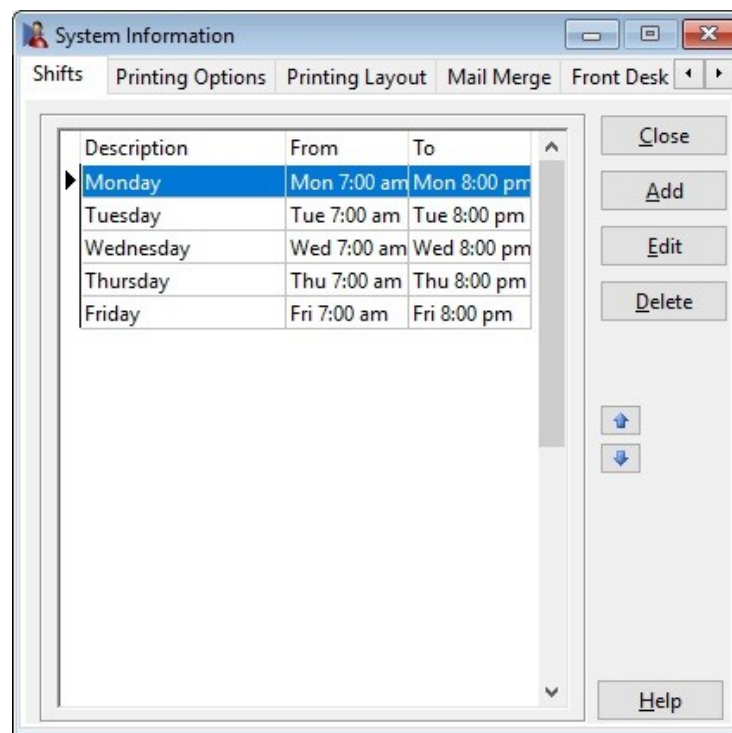 System Information
Shifts Printing Options Printing Layout Mail Merge Front Desk
Description From To
Monday Mon 7:00 am Mon 8:00 pm
Tuesday Tue 7:00 am Tue 8:00 pm
Wednesday Wed 7:00 am Wed 8:00 pm
Thursday Thu 7:00 am Thu 8:00 pm
Friday Fri 7:00 am Fri 8:00 pm
Close
Add
Edit
Delete
Help